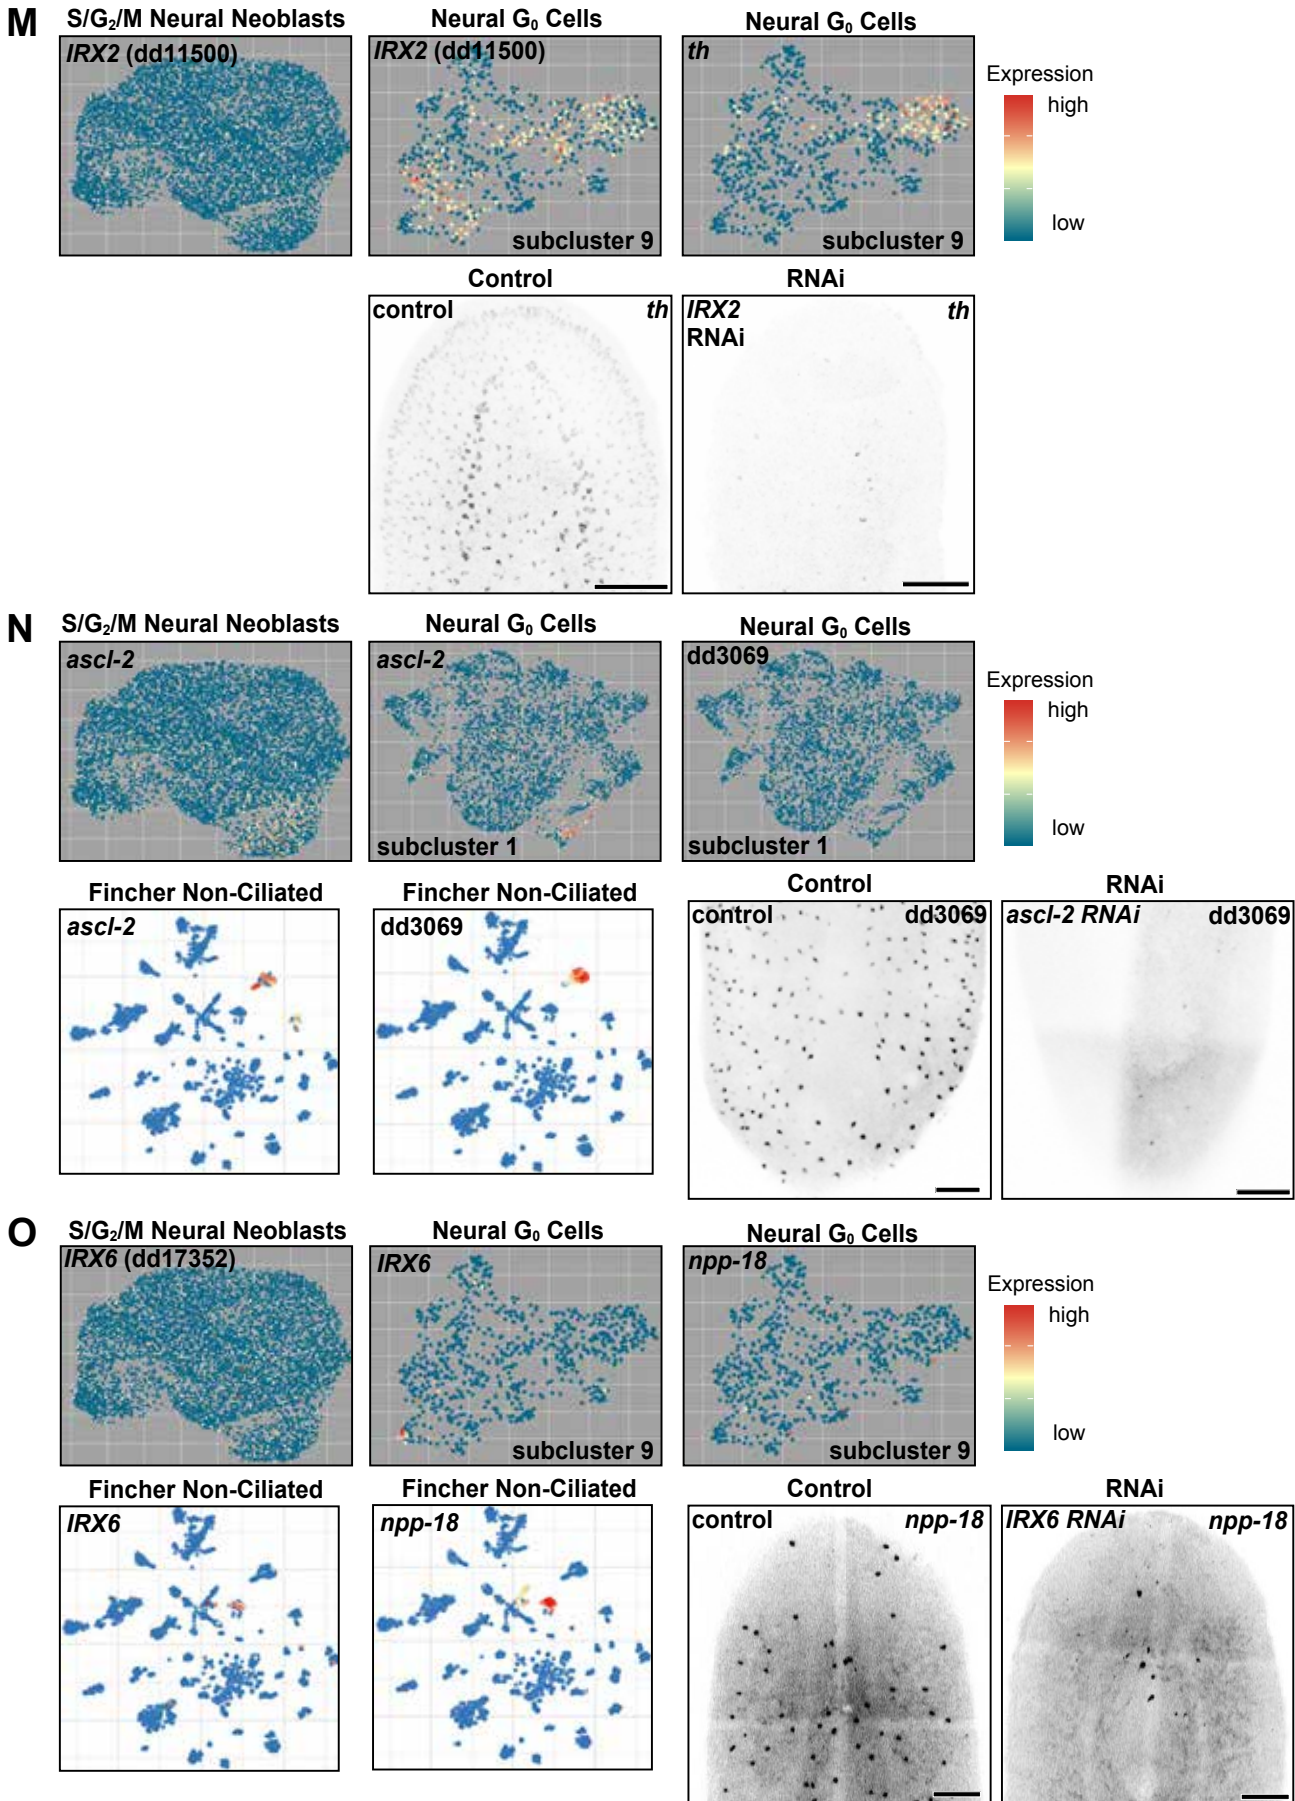 M
S/G₂/M Neural Neoblasts
Neural G₀ Cells
Neural G₀ Cells
IRX2 (dd11500)
IRX2 (dd11500)
subcluster 9
th
subcluster 9
Expression
high
low
Control
RNAi
control
th
IRX2
RNAi
th
N
S/G₂/M Neural Neoblasts
Neural G₀ Cells
Neural G₀ Cells
ascl-2
ascl-2
subcluster 1
dd3069
subcluster 1
Expression
high
low
Fincher Non-Ciliated
Fincher Non-Ciliated
Control
RNAi
ascl-2
dd3069
control
dd3069
ascl-2 RNAi
dd3069
O
S/G₂/M Neural Neoblasts
Neural G₀ Cells
Neural G₀ Cells
IRX6 (dd17352)
IRX6
subcluster 9
npp-18
subcluster 9
Expression
high
low
Fincher Non-Ciliated
Fincher Non-Ciliated
Control
RNAi
IRX6
npp-18
control
npp-18
IRX6 RNAi
npp-18